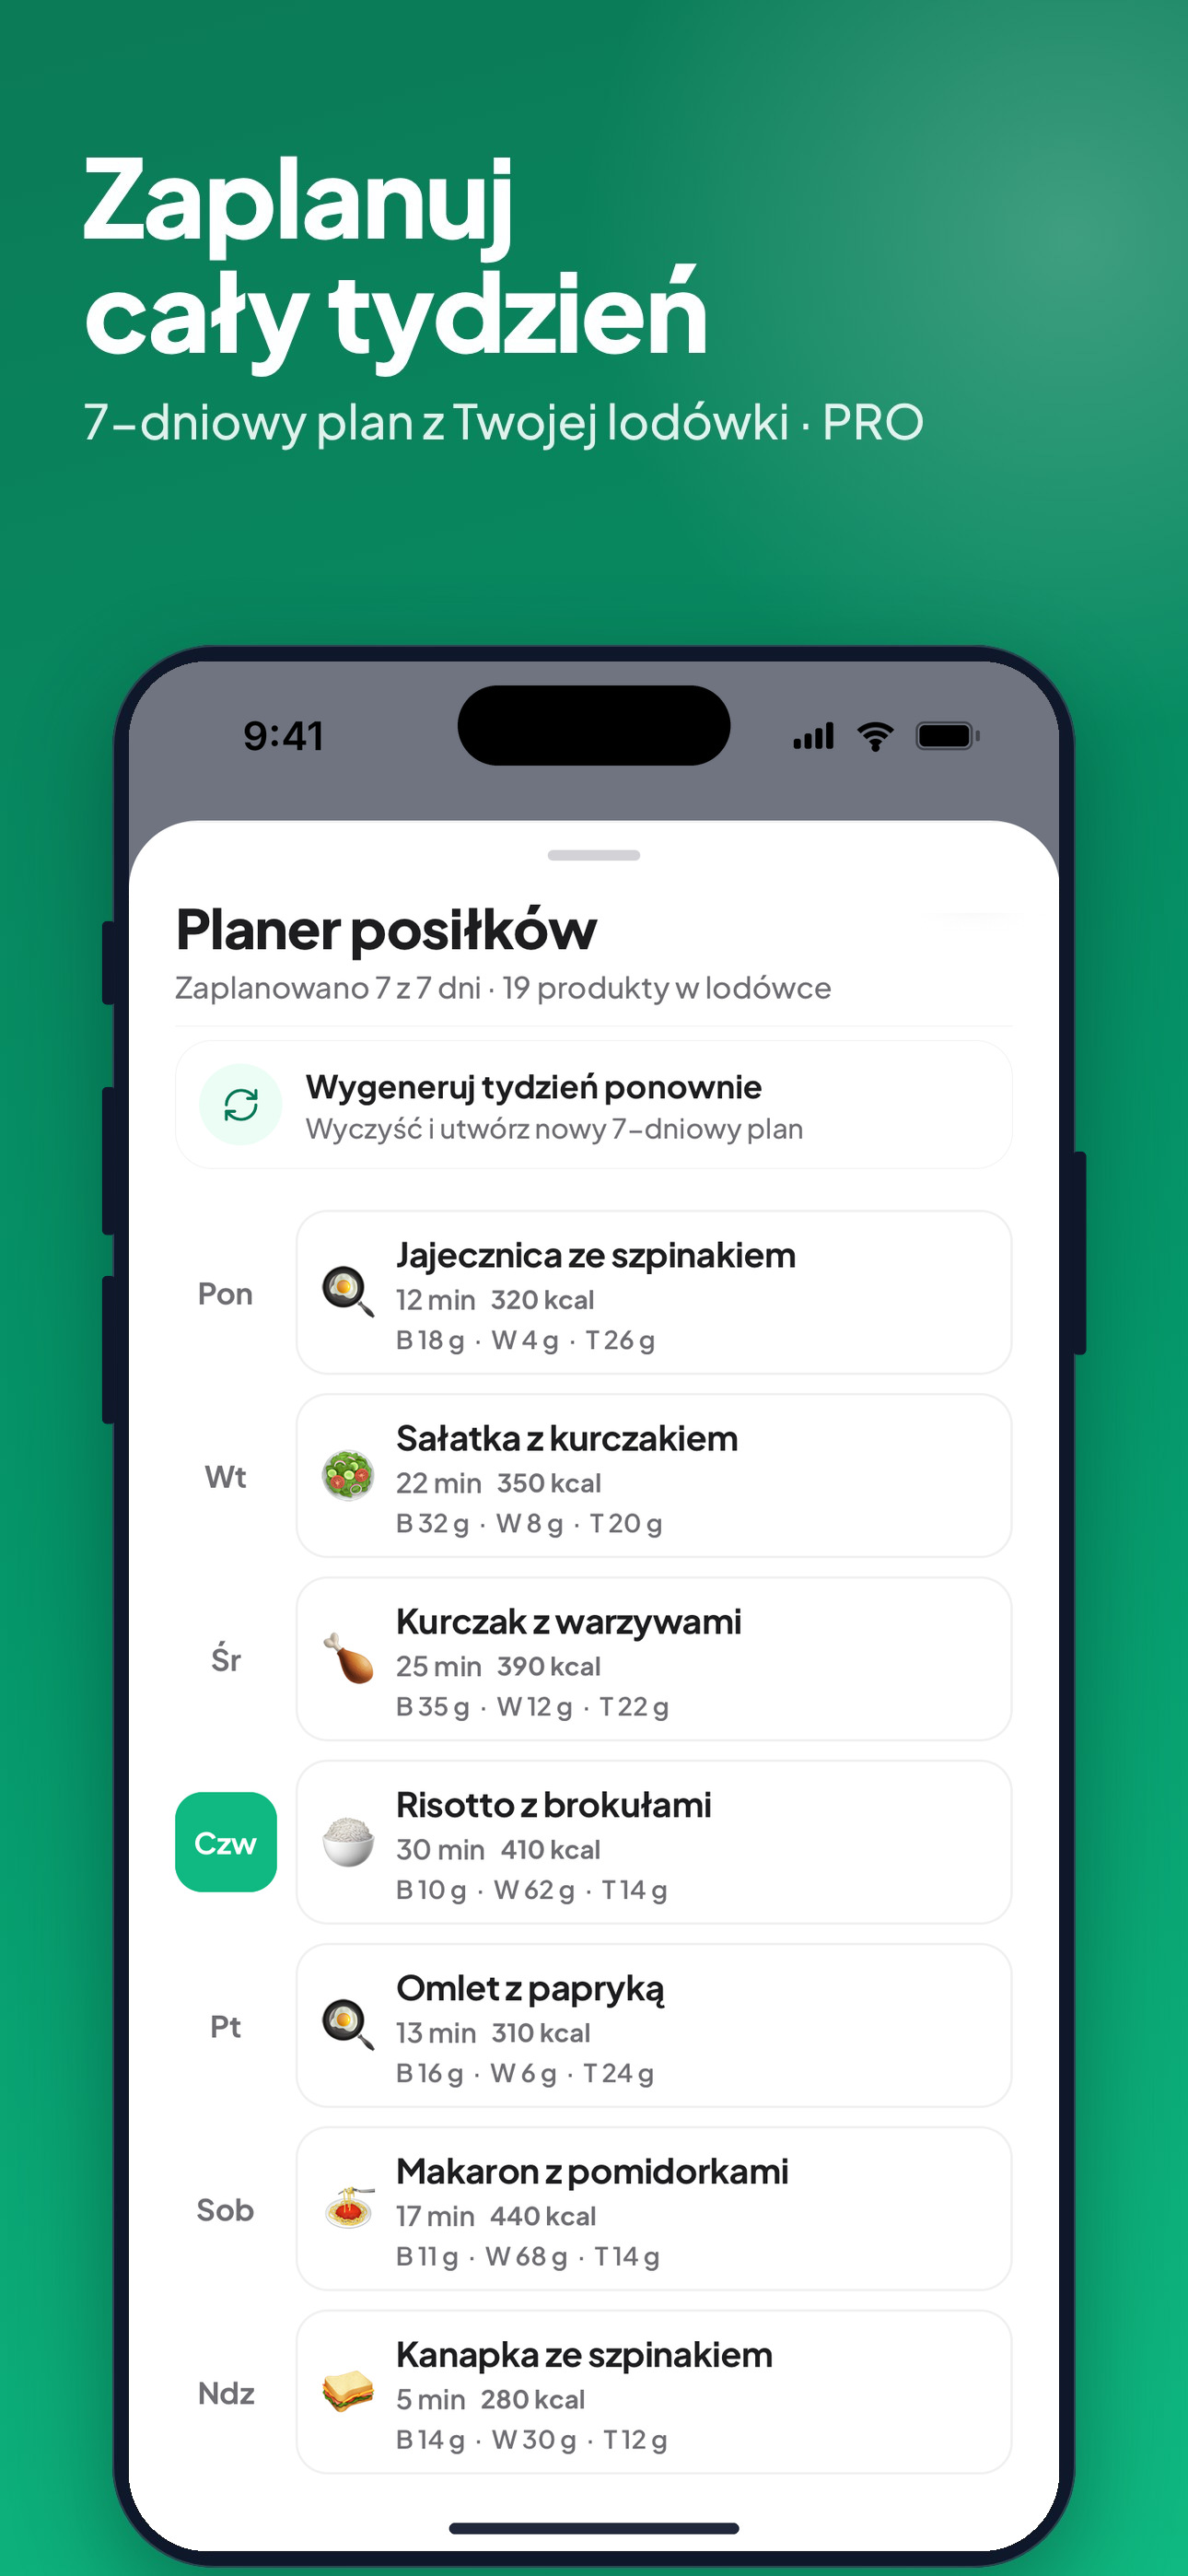 Zaplanuj
cały tydzień
7-dniowy plan z Twojej lodówki · PRO
9:41
Planer posiłków
Zaplanowano 7 z 7 dni · 19 produkty w lodówce
Wygeneruj tydzień ponownie
Wyczyść i utwórz nowy 7-dniowy plan
Pon
Jajecznica ze szpinakiem
12 min 320 kcal
B 18 g · W 4 g · T 26 g
Wt
Sałatka z kurczakiem
22 min 350 kcal
B 32 g · W 8 g · T 20 g
Śr
Kurczak z warzywami
25 min 390 kcal
B 35 g · W 12 g · T 22 g
Czw
Risotto z brokułami
30 min 410 kcal
B 10 g · W 62 g · T 14 g
Pt
Omlet z papryką
13 min 310 kcal
B 16 g · W 6 g · T 24 g
Sob
Makaron z pomidorkami
17 min 440 kcal
B 11 g · W 68 g · T 14 g
Ndz
Kanapka ze szpinakiem
5 min 280 kcal
B 14 g · W 30 g · T 12 g